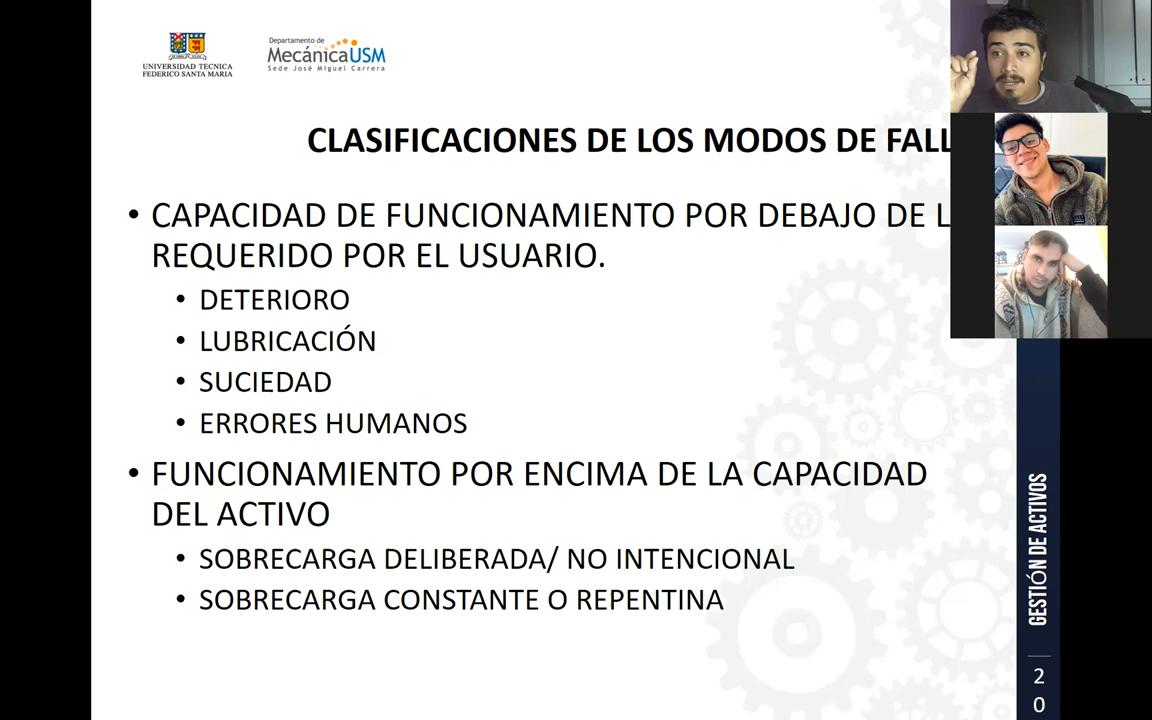 UNIVERSIDAD TECNICA
FEDERICO SANTA MARIA
Departamento de
MecánicaUSM
Sede José Miguel Carrera
CLASIFICACIONES DE LOS MODOS DE FALL
• CAPACIDAD DE FUNCIONAMIENTO POR DEBAJO DE L
REQUERIDO POR EL USUARIO.
• DETERIORO
• LUBRICACIÓN
• SUCIEDAD
• ERRORES HUMANOS
• FUNCIONAMIENTO POR ENCIMA DE LA CAPACIDAD
DEL ACTIVO
• SOBRECARGA DELIBERADA/ NO INTENCIONAL
• SOBRECARGA CONSTANTE O REPENTINA
GESTIÓN DE ACTIVOS
2
0